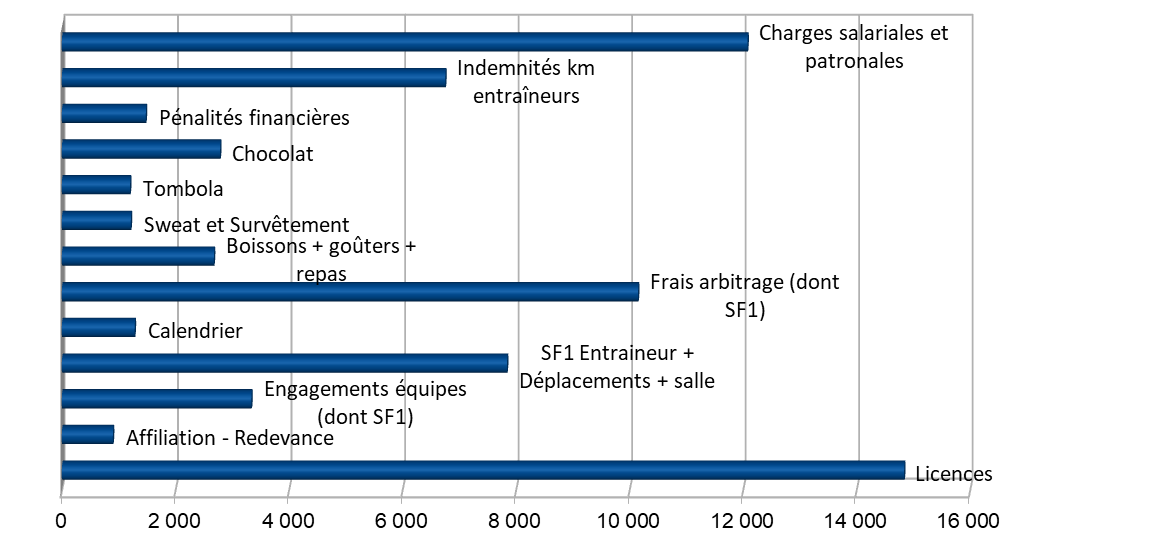 Charges salariales et
patronales
Indemnités km
entraîneurs
Pénalités financières
Chocolat
Tombola
Sweat et Survêtement
Boissons + goûters +
repas
Frais arbitrage (dont
SF1)
Calendrier
SF1 Entraineur +
Déplacements + salle
Engagements équipes
(dont SF1)
Affiliation - Redevance
Licences
0 2 000 4 000 6 000 8 000 10 000 12 000 14 000 16 000